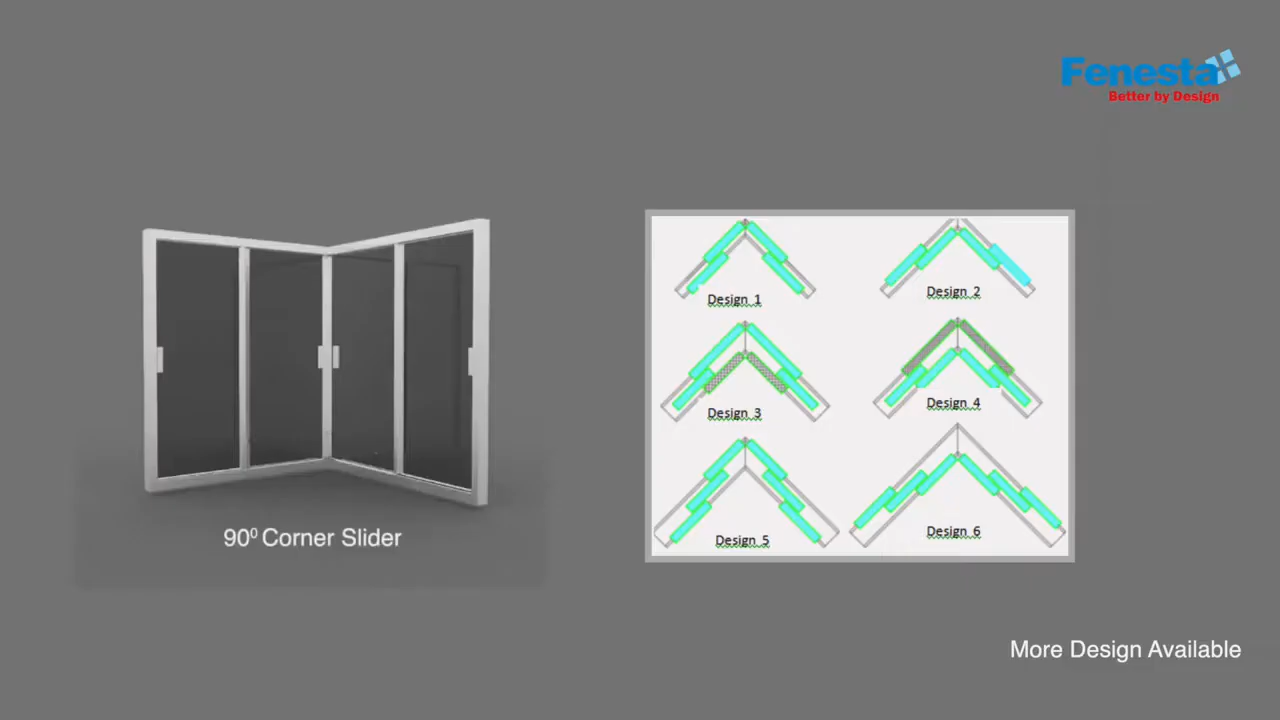 Fenesta
Better by Design
Design 1
Design 2
Design 3
Design 4
Design 5
Design 6
90⁰ Corner Slider
More Design Available